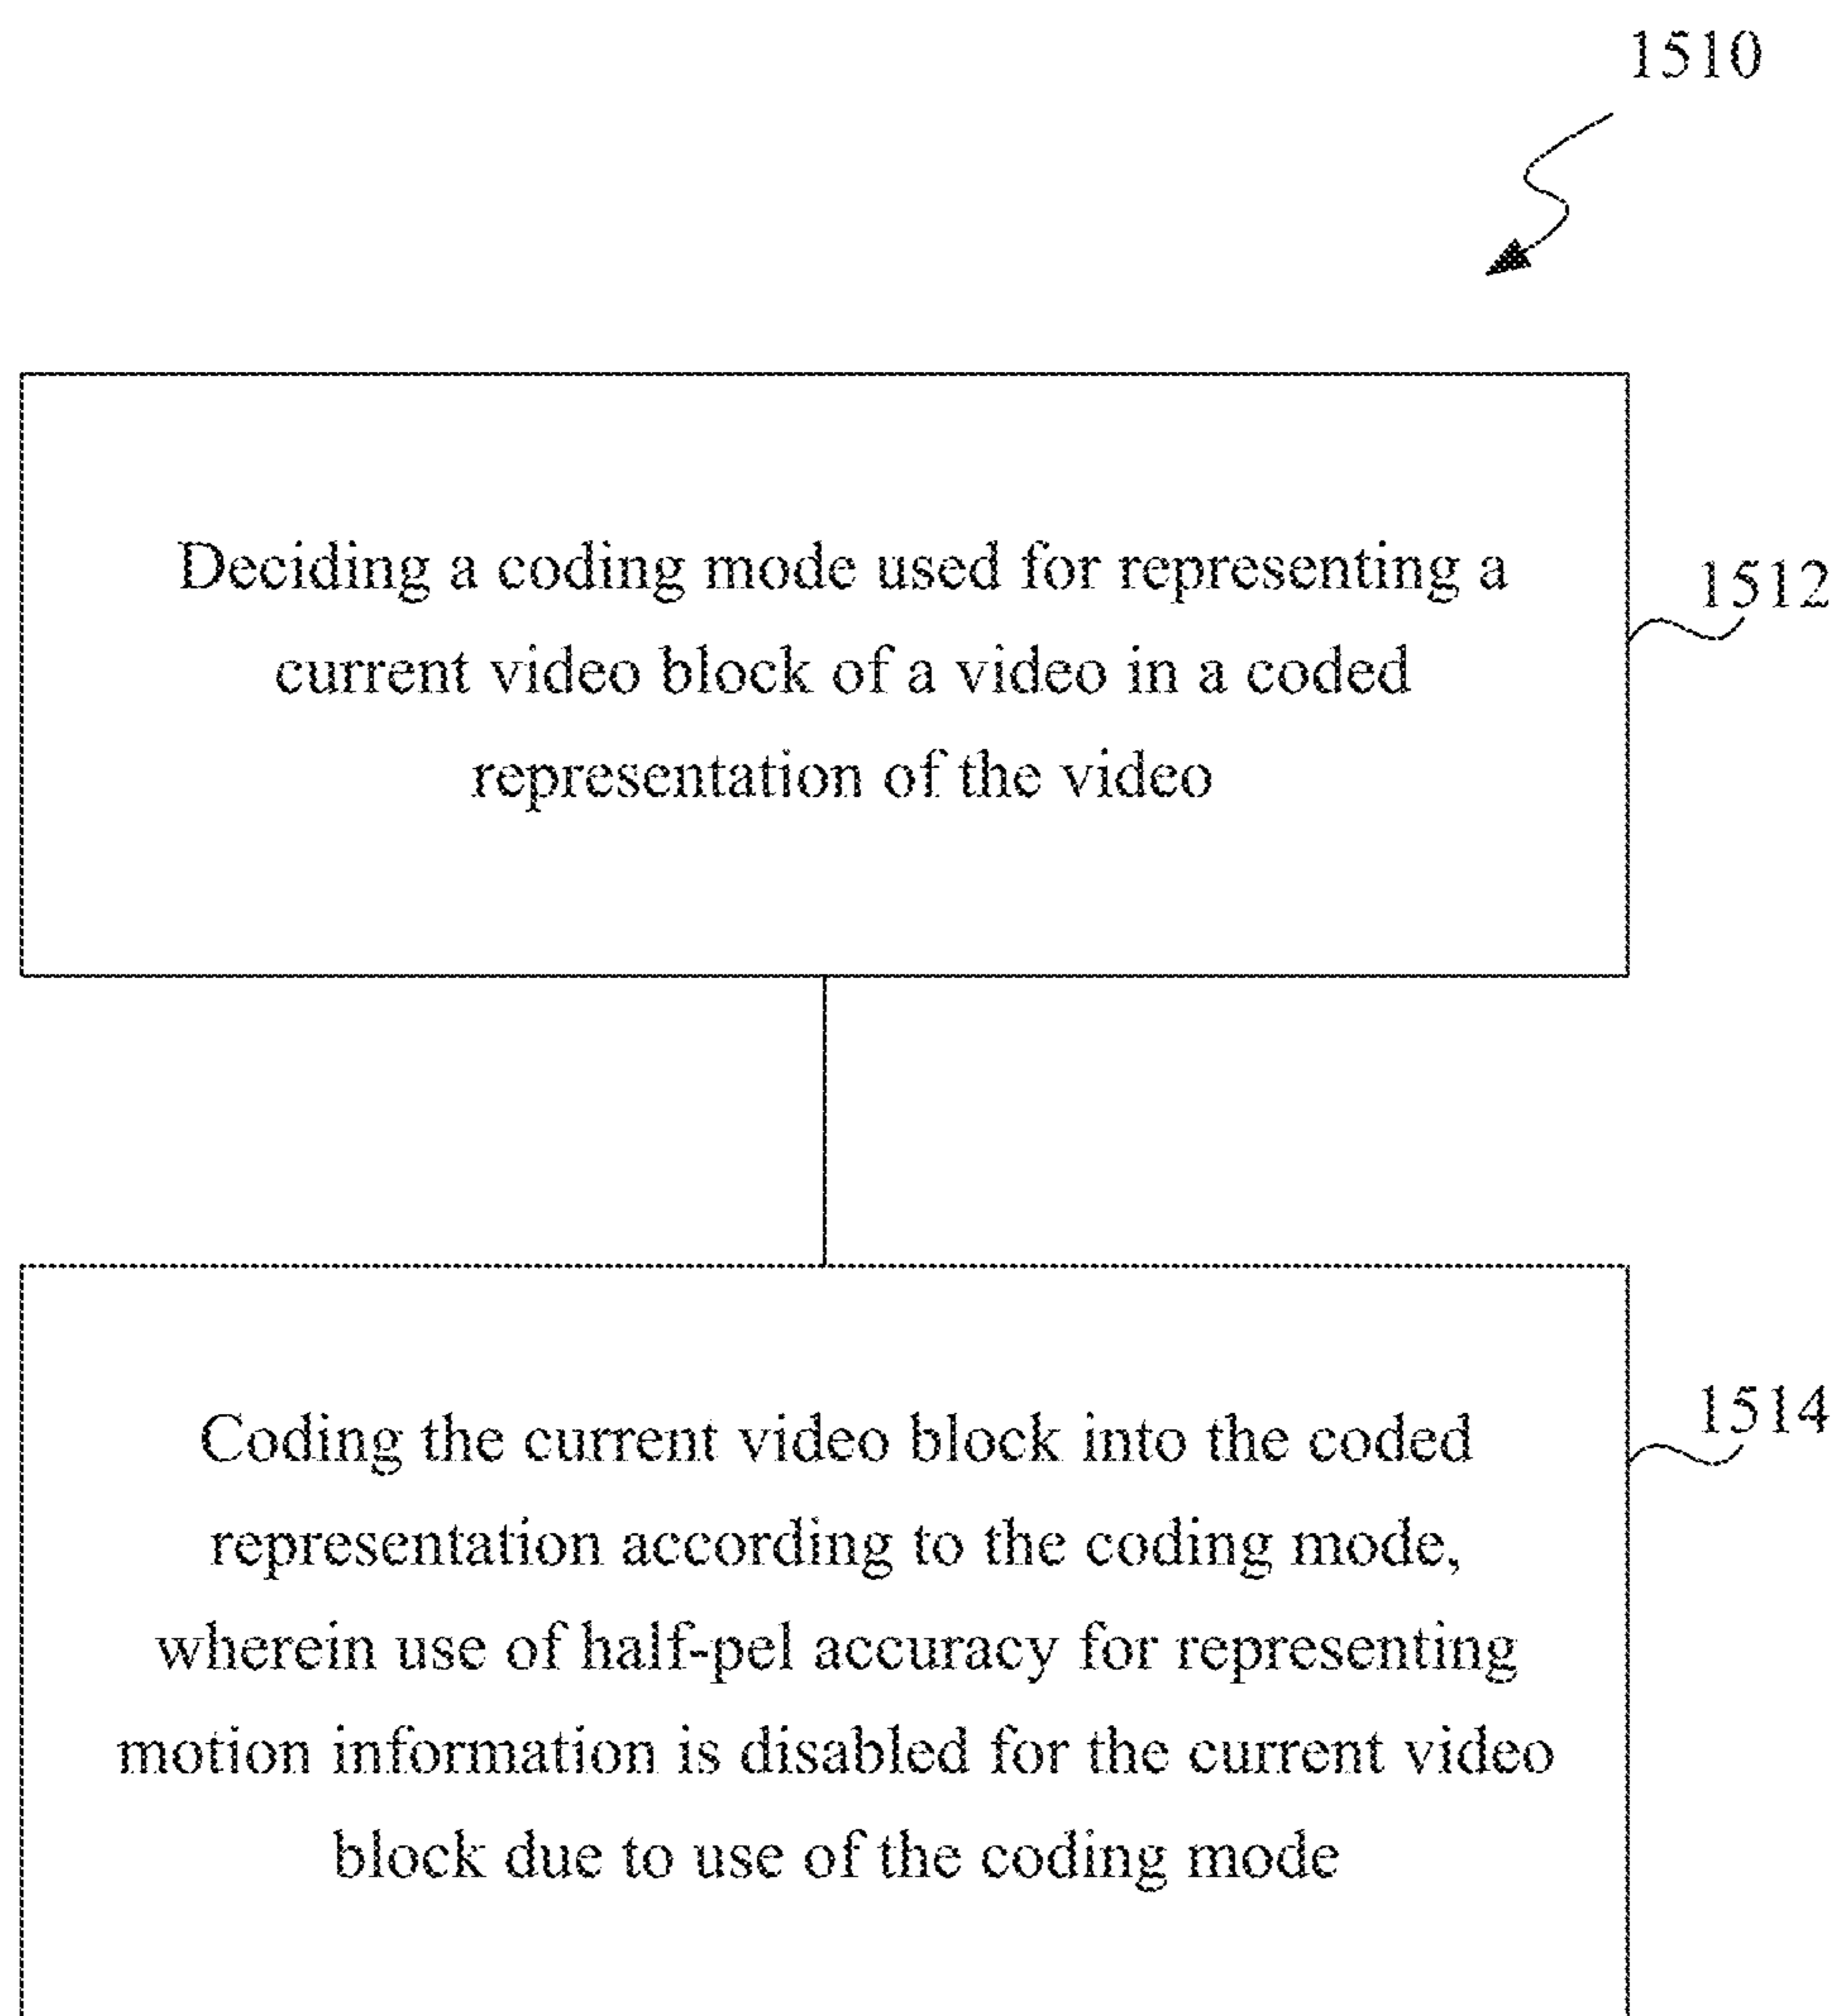 1510
Deciding a coding mode used for representing a
current video block of a video in a coded
representation of the video
1512
Coding the current video block into the coded
representation according to the coding mode,
wherein use of half-pel accuracy for representing
motion information is disabled for the current video
block due to use of the coding mode
1514